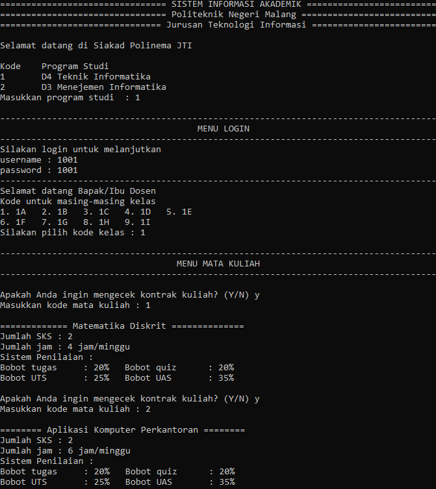 ================================ SISTEM INFORMASI AKADEMIK =========================
================================ Politeknik Negeri Malang ==========================
=============================== Jurusan Teknologi Informasi ========================
Selamat datang di Siakad Polinema JTI
Kode    Program Studi
1       D4 Teknik Informatika
2       D3 Menejemen Informatika
Masukkan program studi  : 1
------------------------------------------------------------------------------------
MENU LOGIN
------------------------------------------------------------------------------------
Silakan login untuk melanjutkan
username : 1001
password : 1001
------------------------------------------------------------------------------------
Selamat datang Bapak/Ibu Dosen
Kode untuk masing-masing kelas
1. 1A   2. 1B   3. 1C   4. 1D   5. 1E
6. 1F   7. 1G   8. 1H   9. 1I
Silakan pilih kode kelas : 1
------------------------------------------------------------------------------------
MENU MATA KULIAH
------------------------------------------------------------------------------------
Apakah Anda ingin mengecek kontrak kuliah? (Y/N) y
Masukkan kode mata kuliah : 1
============= Matematika Diskrit ==============
Jumlah SKS : 2
Jumlah jam : 4 jam/minggu
Sistem Penilaian :
Bobot tugas     : 20%   Bobot quiz      : 20%
Bobot UTS       : 25%   Bobot UAS       : 35%
Apakah Anda ingin mengecek kontrak kuliah? (Y/N) y
Masukkan kode mata kuliah : 2
======== Aplikasi Komputer Perkantoran ========
Jumlah SKS : 2
Jumlah jam : 6 jam/minggu
Sistem Penilaian :
Bobot tugas     : 20%   Bobot quiz      : 20%
Bobot UTS       : 25%   Bobot UAS       : 35%